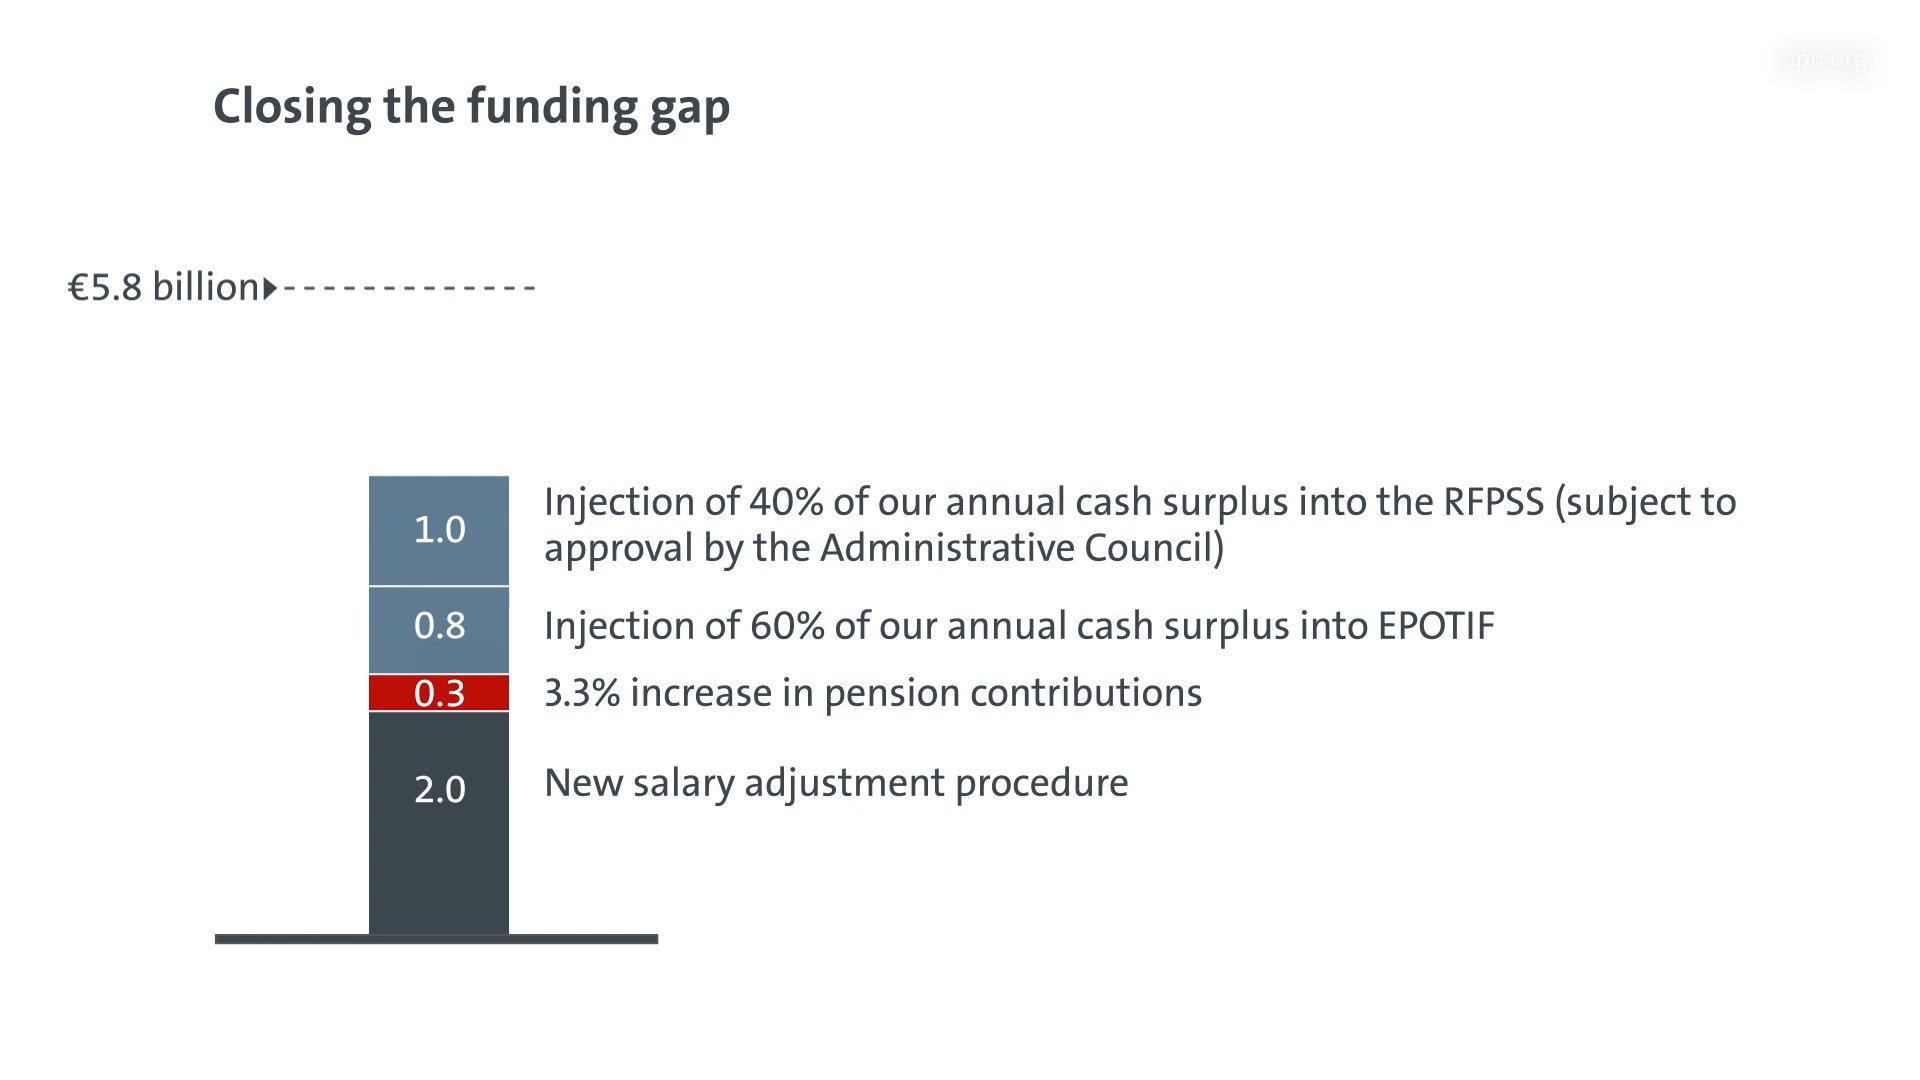 epo.org
Closing the funding gap
€5.8 billion
1.0
Injection of 40% of our annual cash surplus into the RFPSS (subject to
approval by the Administrative Council)
0.8
Injection of 60% of our annual cash surplus into EPOTIF
0.3
3.3% increase in pension contributions
2.0
New salary adjustment procedure